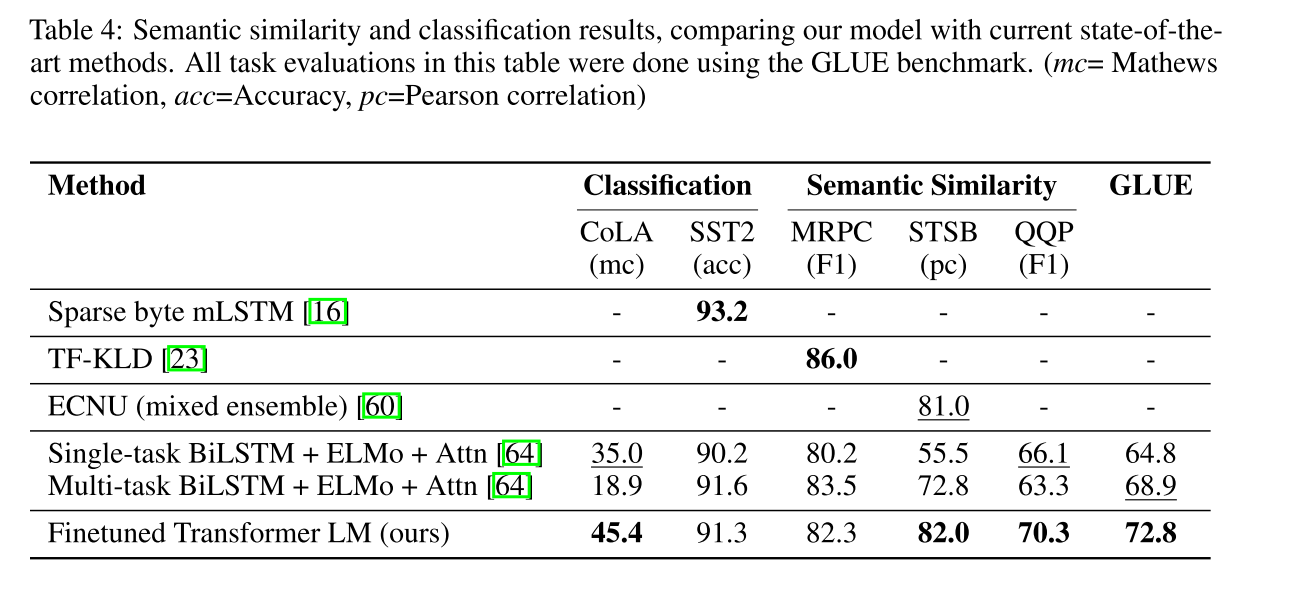 Table 4: Semantic similarity and classification results, comparing our model with current state-of-the-
art methods. All task evaluations in this table were done using the GLUE benchmark. (mc= Mathews
correlation, acc=Accuracy, pc=Pearson correlation)
Method Classification Semantic Similarity GLUE
CoLA SST2 MRPC STSB QQP
(mc) (acc) (F1) (pc) (F1)
Sparse byte mLSTM [16] - 93.2 - - - -
TF-KLD [23] - - 86.0 - - -
ECNU (mixed ensemble) [60] - - - 81.0 - -
Single-task BiLSTM + ELMo + Attn [64] 35.0 90.2 80.2 55.5 66.1 64.8
Multi-task BiLSTM + ELMo + Attn [64] 18.9 91.6 83.5 72.8 63.3 68.9
Finetuned Transformer LM (ours) 45.4 91.3 82.3 82.0 70.3 72.8